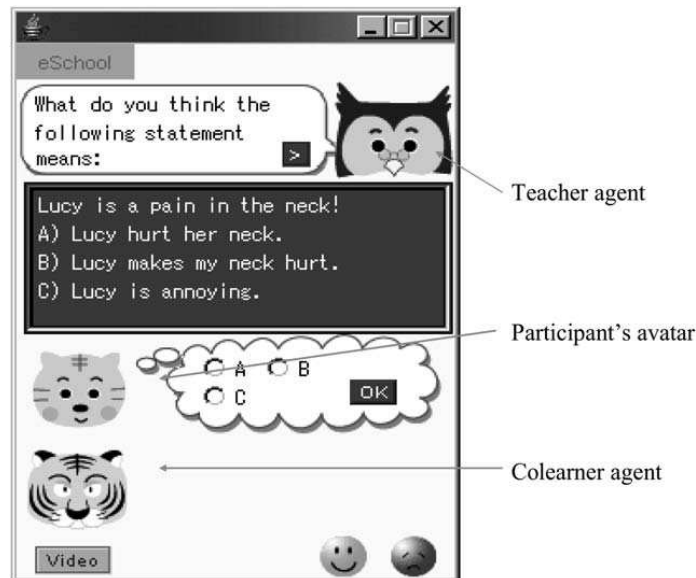 eSchool
What do you think the
following statement
means:
>
Teacher agent
Lucy is a pain in the neck!
A) Lucy hurt her neck.
B) Lucy makes my neck hurt.
C) Lucy is annoying.
Participant's avatar
A B
C
OK
Colearner agent
Video